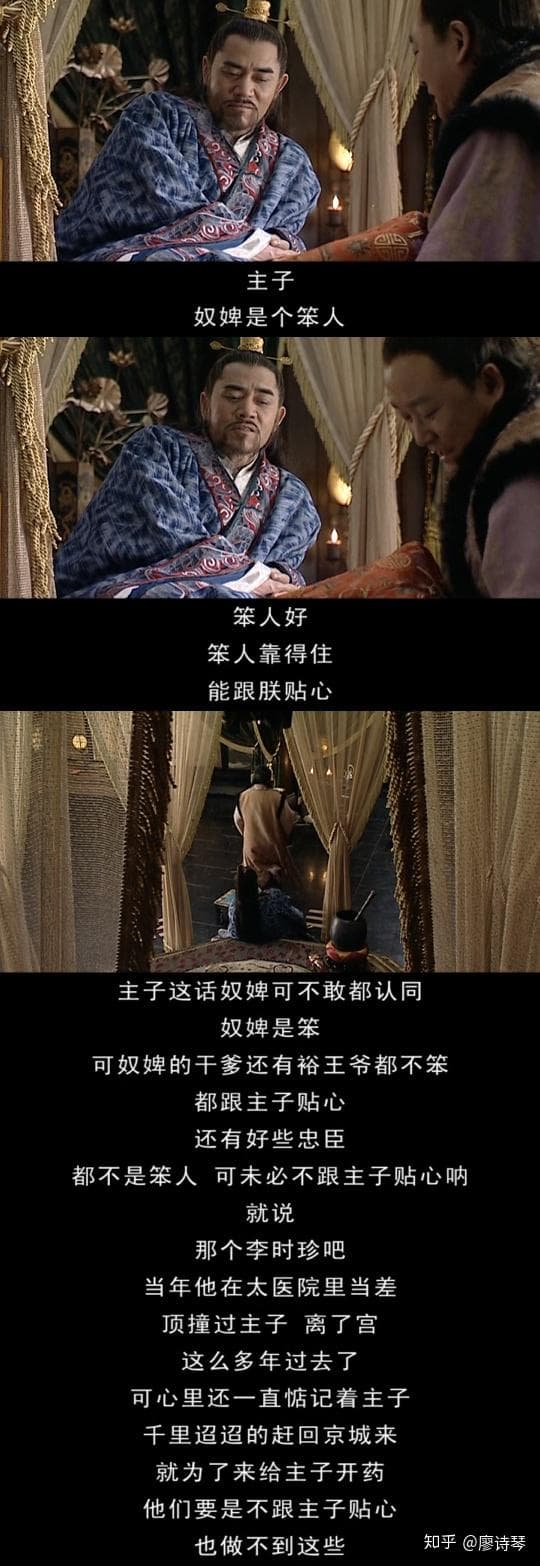 主子
奴婢是个笨人
笨人好
笨人靠得住
能跟朕贴心
主子这话奴婢可不敢都认同
奴婢是笨
可奴婢的干爹还有裕王爷都不笨
都跟主子贴心
还有好些忠臣
都不是笨人 可未必不跟主子贴心呐
就说
那个李时珍吧
当年他在太医院里当差
顶撞过主子 离了宫
这么多年过去了
可心里还一直惦记着主子
千里迢迢的赶回京城来
就为了来给主子开药
他们要是不跟主子贴心
也做不到这些
知乎 @廖诗琴